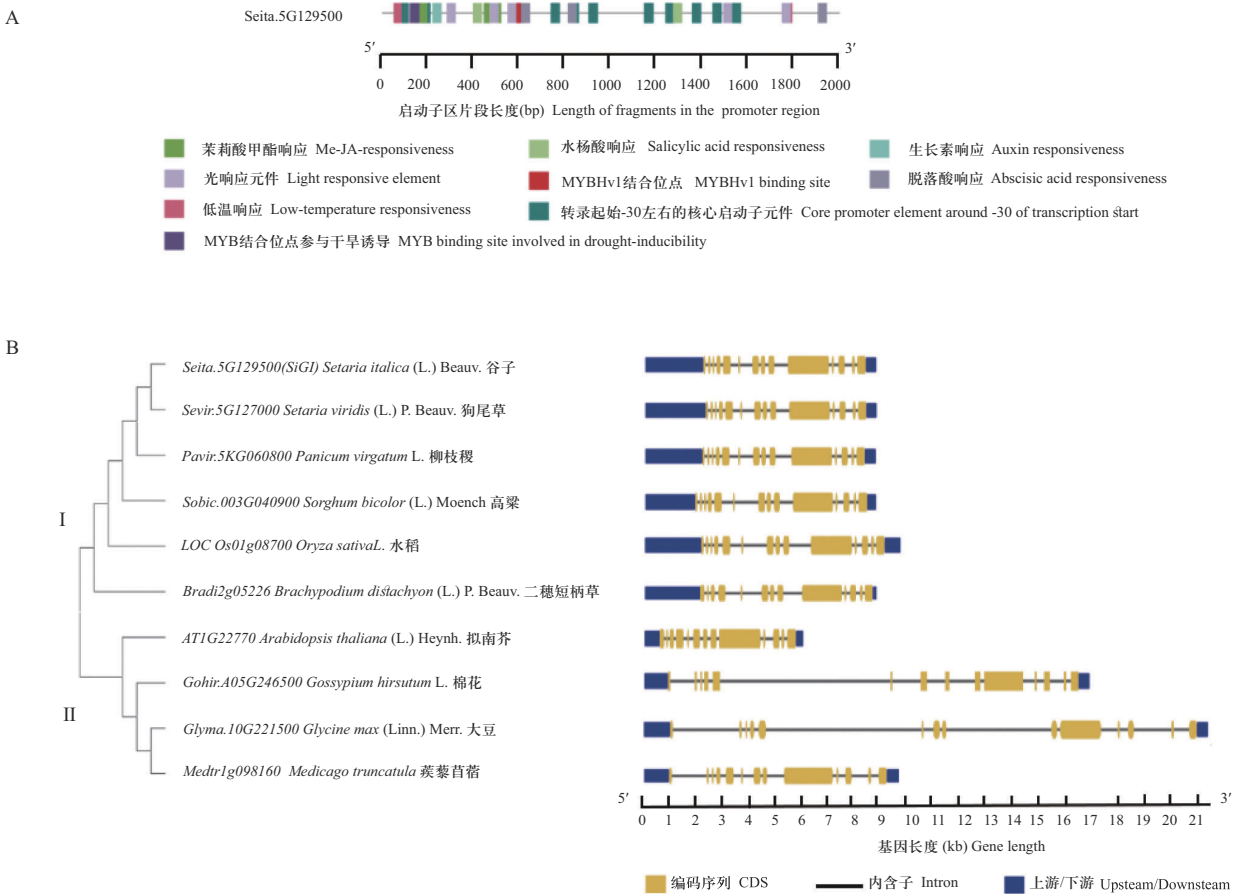 A
Seita.5G129500
5′ 3′
0 200 400 600 800 1000 1200 1400 1600 1800 2000
启动子区片段长度(bp) Length of fragments in the promoter region
茉莉酸甲酯响应 Me-JA-responsiveness
水杨酸响应 Salicylic acid responsiveness
生长素响应 Auxin responsiveness
光响应元件 Light responsive element
MYBHv1结合位点 MYBHv1 binding site
脱落酸响应 Abscisic acid responsiveness
低温响应 Low-temperature responsiveness
转录起始-30左右的核心启动子元件 Core promoter element around -30 of transcription start
MYB结合位点参与干旱诱导 MYB binding site involved in drought-inducibility
B
I
II
Seita.5G129500(SiGI) Setaria italica (L.) Beauv. 谷子
Sevir.5G127000 Setaria viridis (L.) P. Beauv. 狗尾草
Pavir.5KG060800 Panicum virgatum L. 柳枝稷
Sobic.003G040900 Sorghum bicolor (L.) Moench 高粱
LOC Os01g08700 Oryza sativaL. 水稻
Bradi2g05226 Brachypodium distachyon (L.) P. Beauv. 二穗短柄草
AT1G22770 Arabidopsis thaliana (L.) Heynh. 拟南芥
Gohir.A05G246500 Gossypium hirsutum L. 棉花
Glyma.10G221500 Glycine max (Linn.) Merr. 大豆
Medtr1g098160 Medicago truncatula 蒺藜苜蓿
5′ 3′
0 1 2 3 4 5 6 7 8 9 10 11 12 13 14 15 16 17 18 19 20 21
基因长度 (kb) Gene length
编码序列 CDS
内含子 Intron
上游/下游 Upsteam/Downsteam